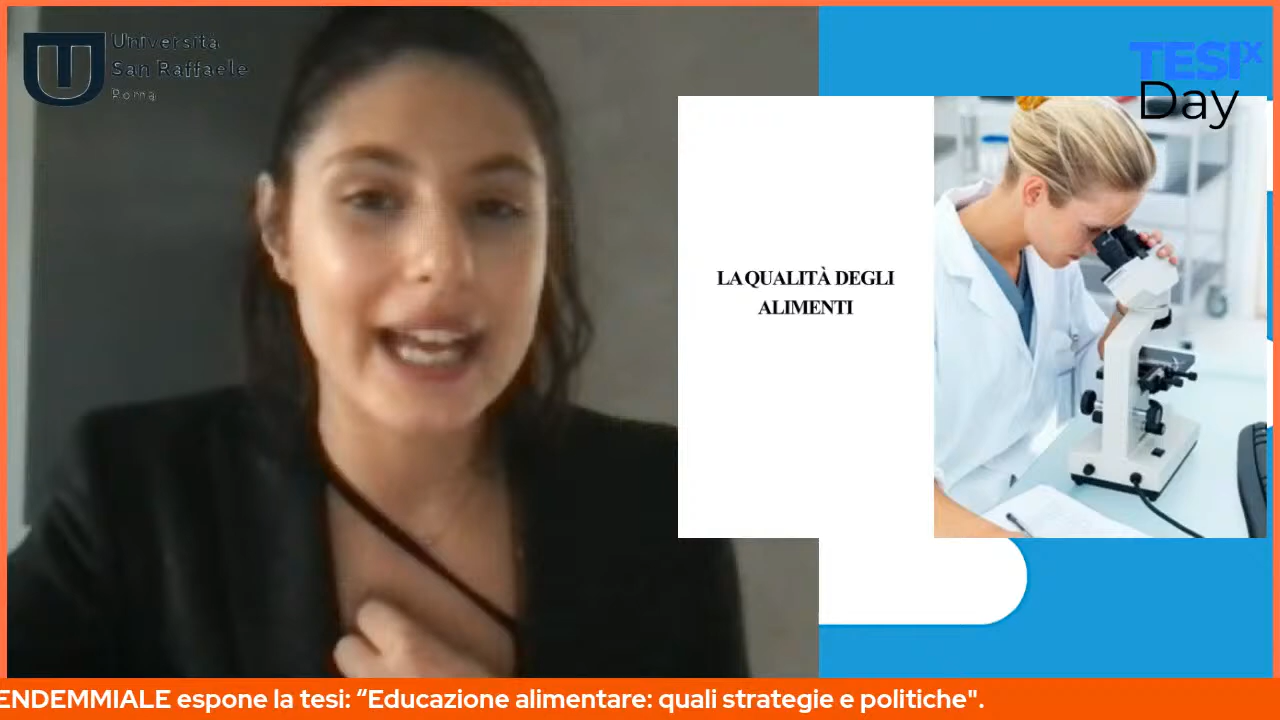 Università
San Raffaele
Roma
TESI x
Day
LA QUALITÀ DEGLI
ALIMENTI
ENDEMMIALE espone la tesi: “Educazione alimentare: quali strategie e politiche".